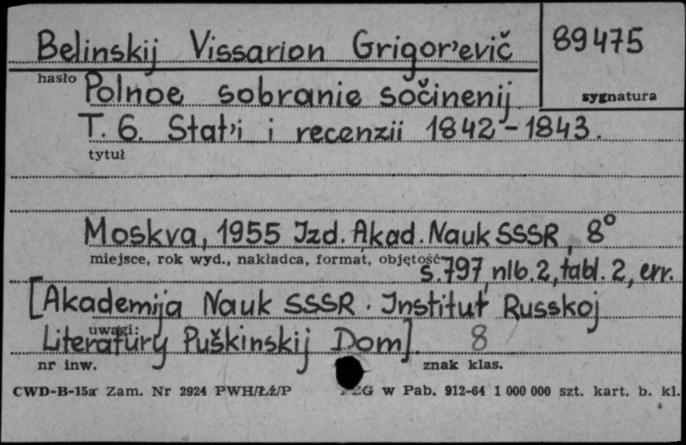 Belinskij Vissarion Grigor'evič
89475
hasło
sygnatura
Polnoe sobranie sočinenij
T. 6. Stat'i i recenzii 1842-1843.
tytuł
Moskva, 1955 Izd. Akad. Nauk SSSR, 8°
miejsce, rok wyd., nakładca, format, objętość
s.797, nlb.2, tabl. 2, err.
[Akademija Nauk SSSR. Institut Russkoj
Literatury Puškinskij Dom]. 8
uwagi:
nr inw.
znak klas.
CWD-B-15a Zam. Nr 2924 PWH/Łź/P
w Pab. 912-64 1 000 000 szt. kart. b. kl.